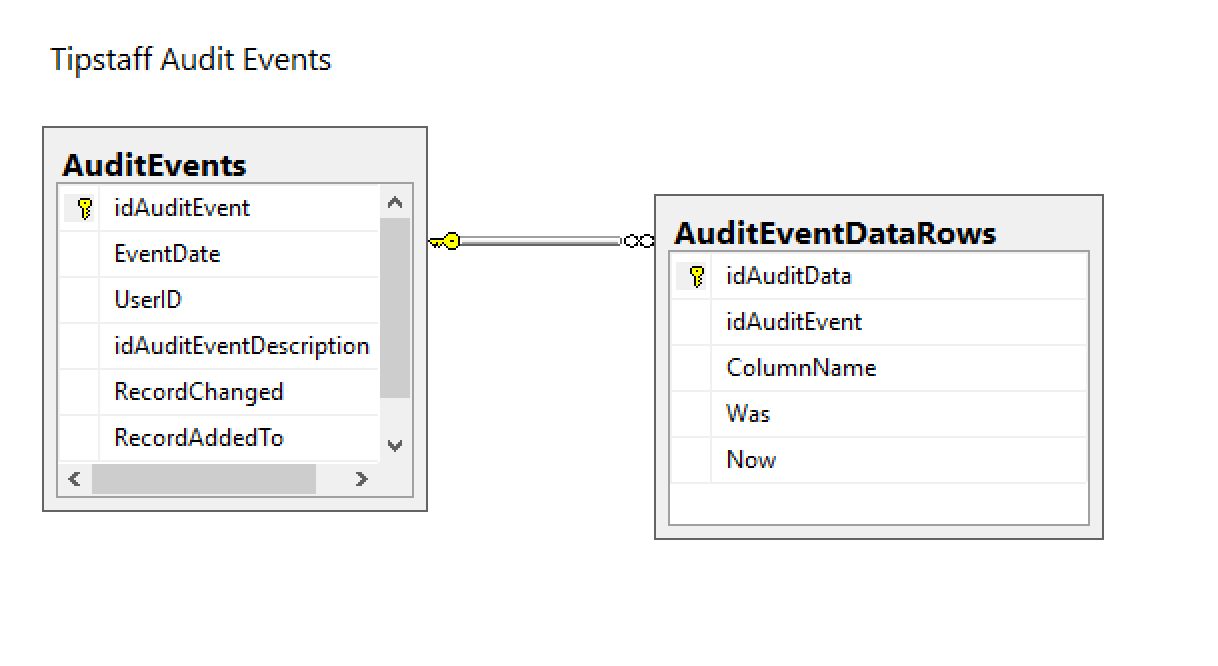 Tipstaff Audit Events
AuditEvents
idAuditEvent
EventDate
UserID
idAuditEventDescription
RecordChanged
RecordAddedTo
AuditEventDataRows
idAuditData
idAuditEvent
ColumnName
Was
Now